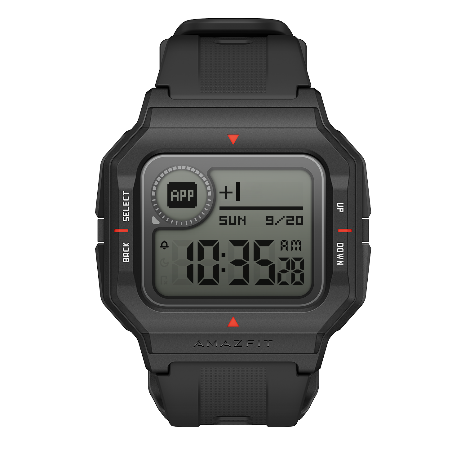 APP
+1
SUN 9/20
AM
10:35 28
SELECT
BACK
UP
DOWN
AMAZFIT